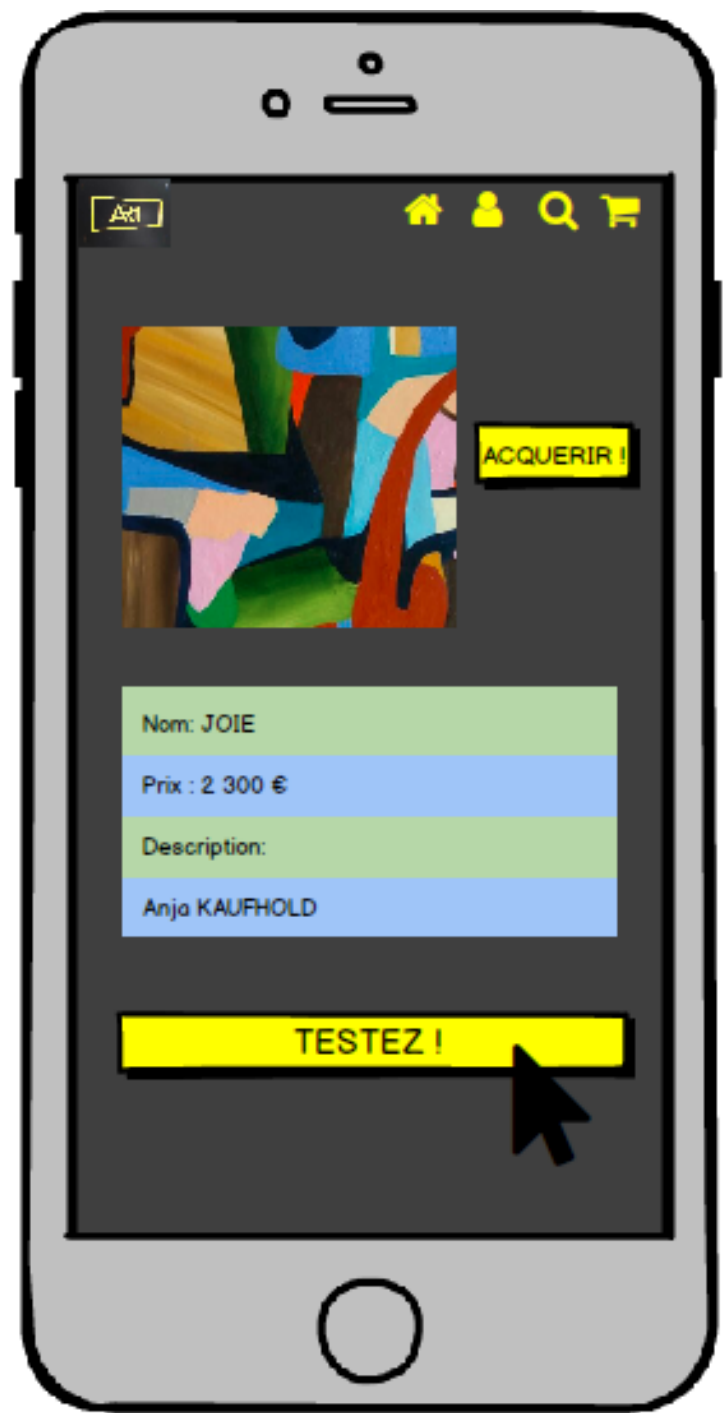 Art
ACQUERIR !
Nom: JOIE
Prix : 2 300 €
Description:
Anja KAUFHOLD
TESTEZ !